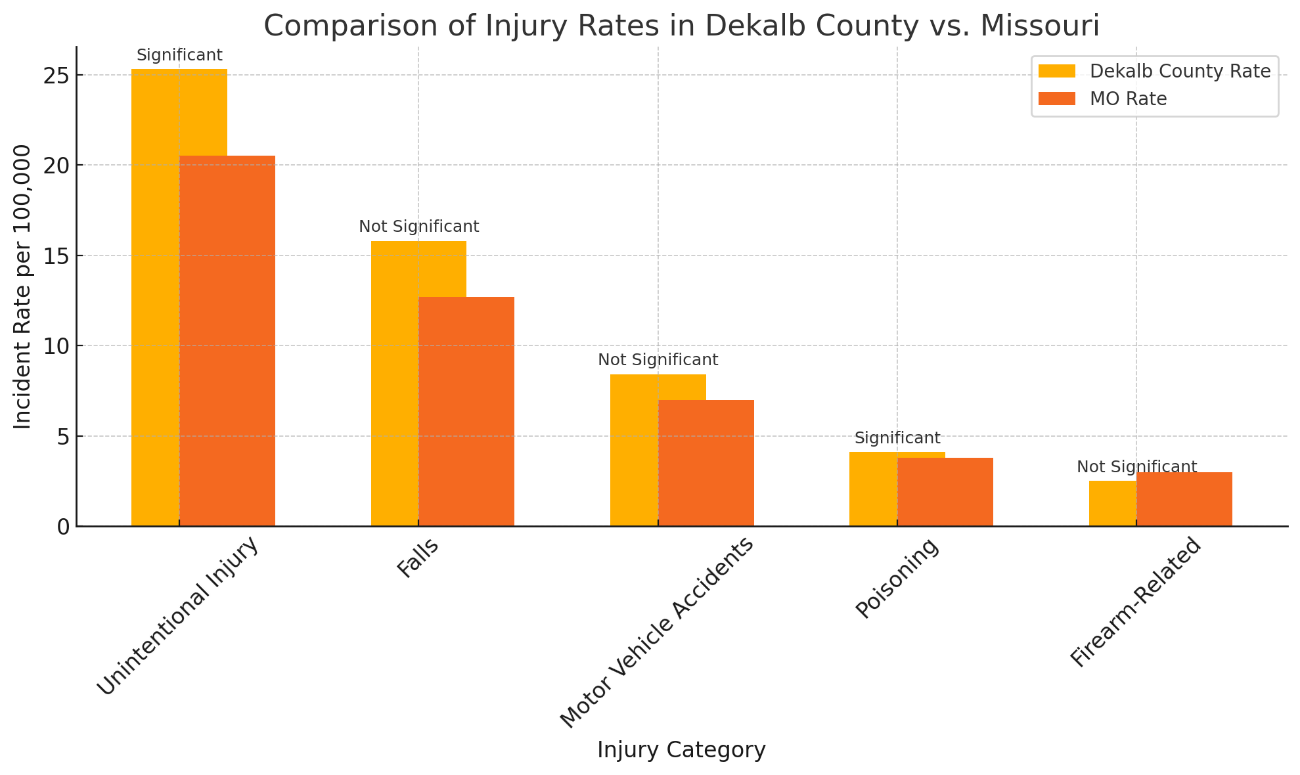 Comparison of Injury Rates in Dekalb County vs. Missouri
Significant
Dekalb County Rate
MO Rate
25
20
15
10
5
0
Incident Rate per 100,000
Not Significant
Not Significant
Significant
Not Significant
Unintentional Injury
Falls
Motor Vehicle Accidents
Poisoning
Firearm-Related
Injury Category